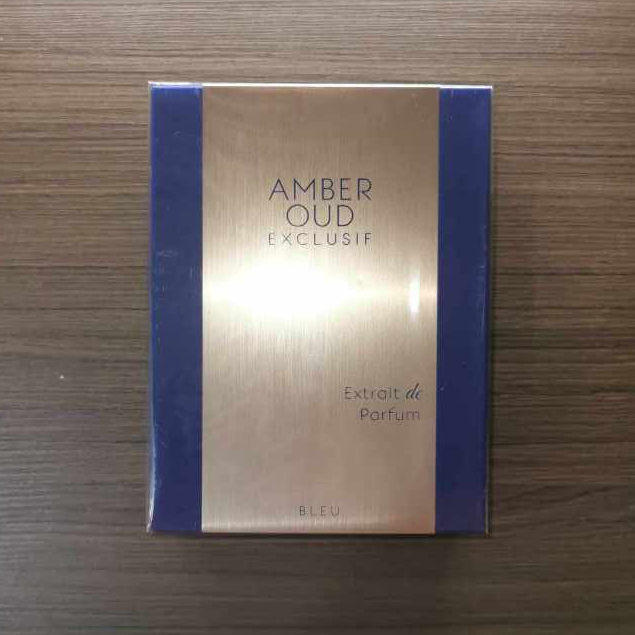 AMBER
OUD
EXCLUSIF
Extrait de
Parfum
BLEU